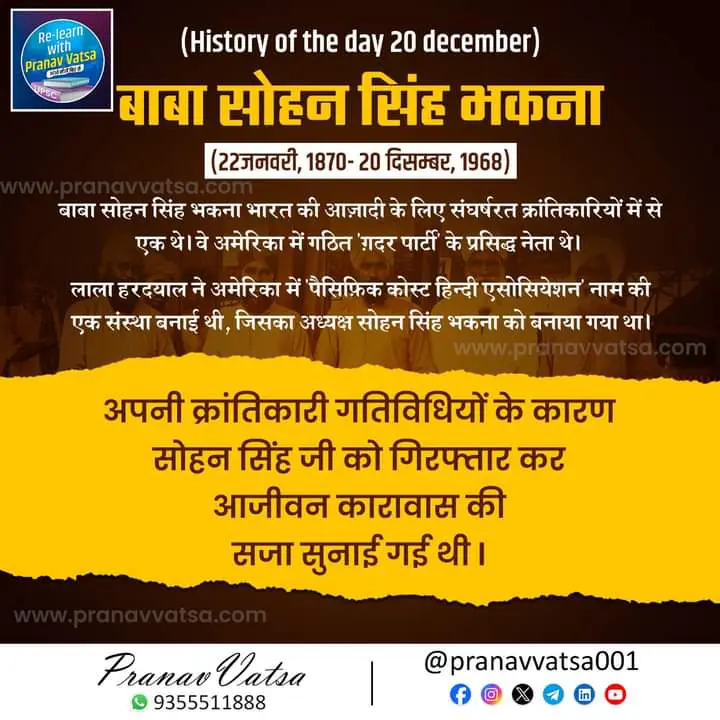 Re-learn
with
Pranav Vatsa
UPSC
(History of the day 20 december)
बाबा सोहन सिंह भकना
(22जनवरी, 1870- 20 दिसम्बर, 1968)
www.pranavvatsa.com
बाबा सोहन सिंह भकना भारत की आज़ादी के लिए संघर्षरत क्रांतिकारियों में से
एक थे। वे अमेरिका में गठित 'ग़दर पार्टी' के प्रसिद्ध नेता थे।
लाला हरदयाल ने अमेरिका में 'पैसिफ़िक कोस्ट हिन्दी एसोसियेशन' नाम की
एक संस्था बनाई थी, जिसका अध्यक्ष सोहन सिंह भकना को बनाया गया था।
www.pranavvatsa.com
अपनी क्रांतिकारी गतिविधियों के कारण
सोहन सिंह जी को गिरफ्तार कर
आजीवन कारावास की
सजा सुनाई गई थी।
www.pranavvatsa.com
Pranav Vatsa
9355511888
@pranavvatsa001